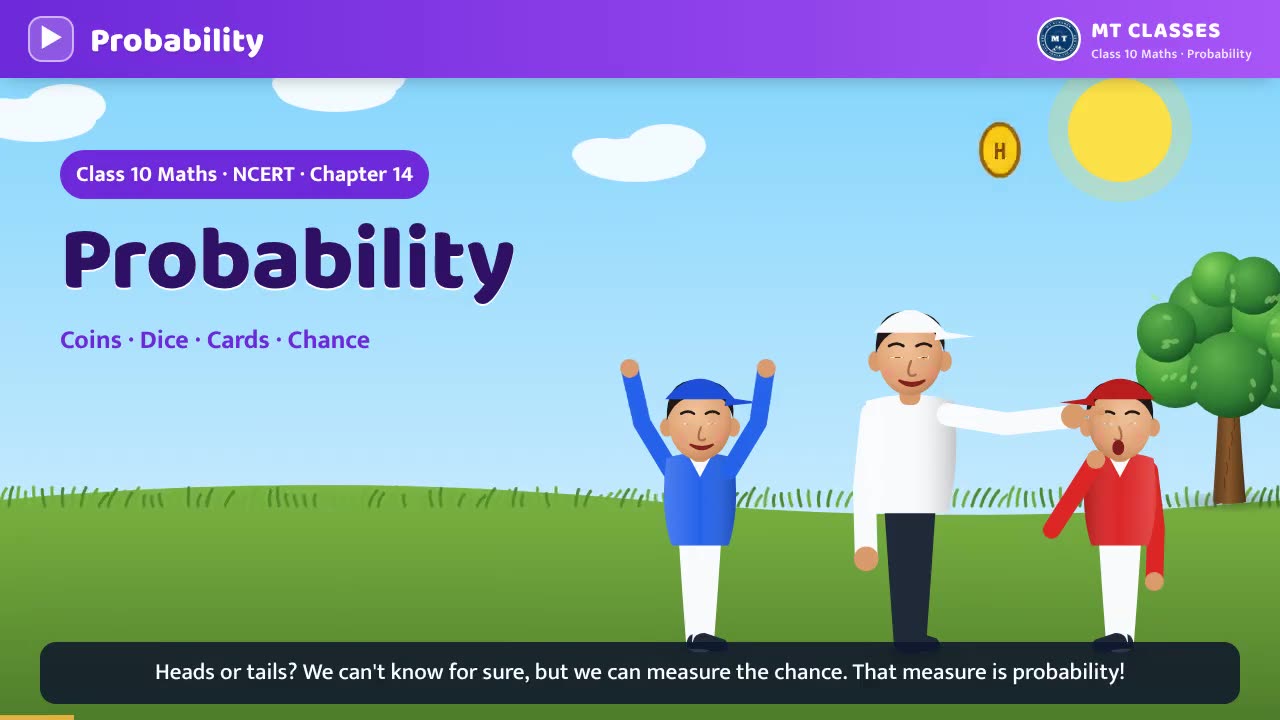 Probability
MT
MT CLASSES
Class 10 Maths · Probability
Class 10 Maths · NCERT · Chapter 14
H
Probability
Coins · Dice · Cards · Chance
Heads or tails? We can't know for sure, but we can measure the chance. That measure is probability!